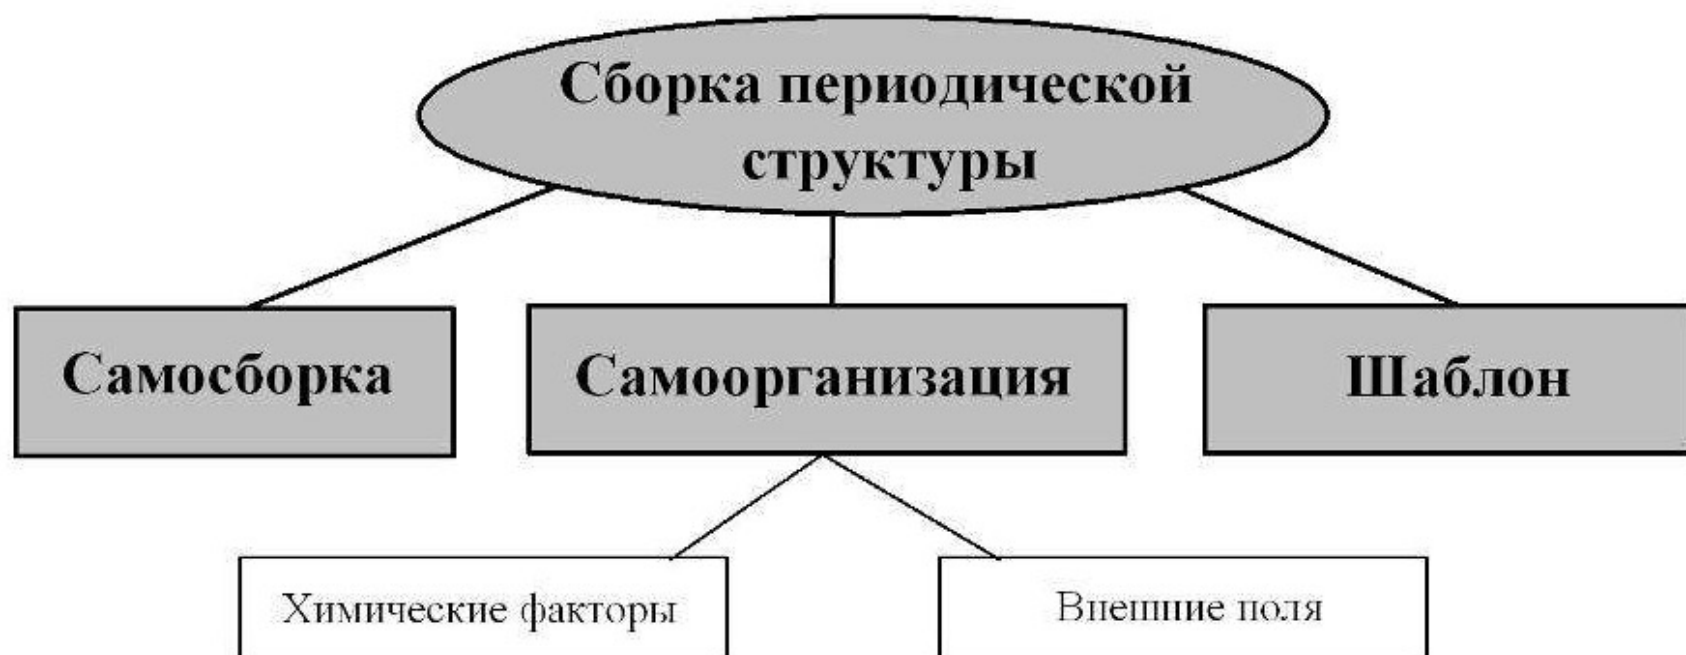 Сборка периодической
структуры
Самосборка
Самоорганизация
Шаблон
Химические факторы
Внешние поля